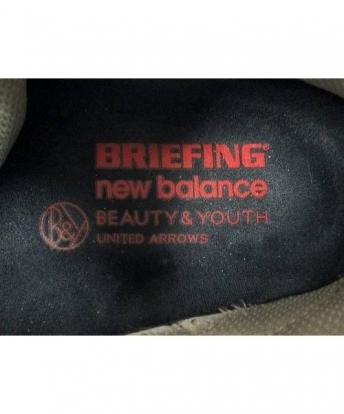 BRIEFING®
new balance
b&y BEAUTY & YOUTH
UNITED ARROWS